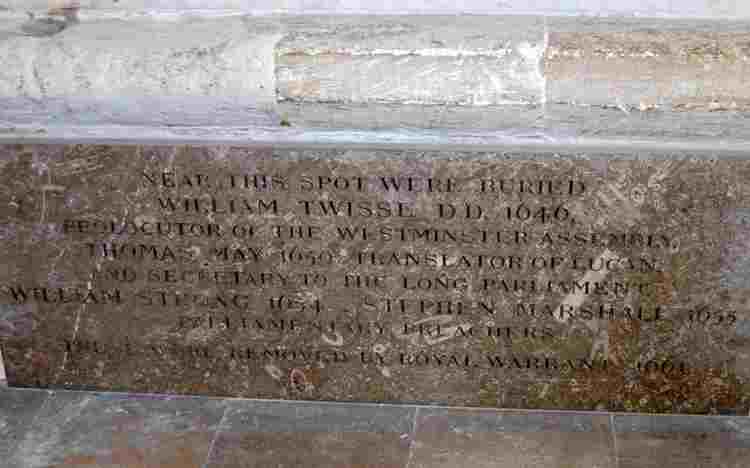 NEAR THIS SPOT WERE BURIED
WILLIAM TWISSE D.D. 1646,
PROLOCUTOR OF THE WESTMINSTER ASSEMBLY,
THOMAS MAY 1650, TRANSLATOR OF LUCAN,
AND SECRETARY TO THE LONG PARLIAMENT
WILLIAM STRONG 1654, STEPHEN MARSHALL 1655
PARLIAMENTARY PREACHERS.
THESE WERE REMOVED BY ROYAL WARRANT 1661